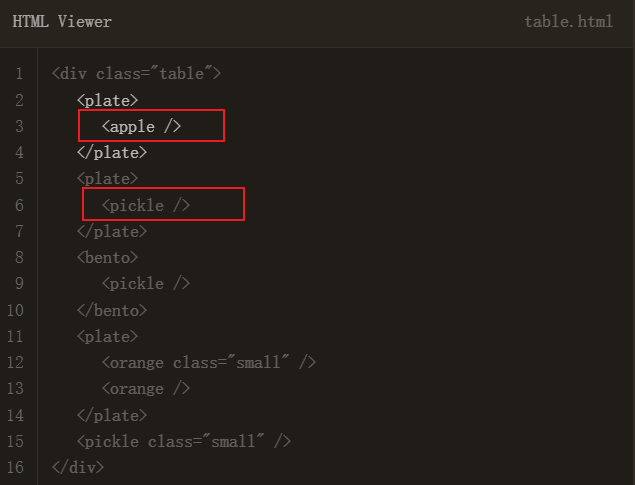 HTML Viewer table.html
1 <div class="table">
2 <plate>
3 <apple />
4 </plate>
5 <plate>
6 <pickle />
7 </plate>
8 <bento>
9 <pickle />
10 </bento>
11 <plate>
12 <orange class="small" />
13 <orange />
14 </plate>
15 <pickle class="small" />
16 </div>